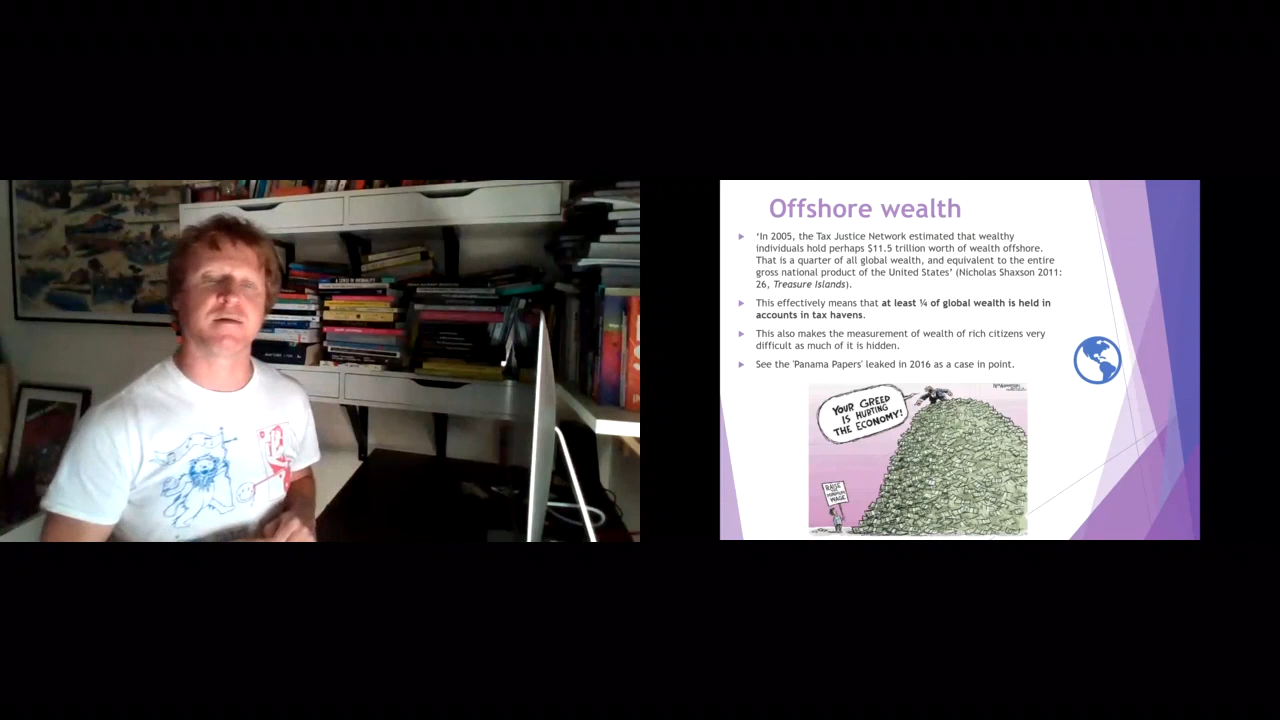 Offshore wealth
‘In 2005, the Tax Justice Network estimated that wealthy
individuals hold perhaps $11.5 trillion worth of wealth offshore.
That is a quarter of all global wealth, and equivalent to the entire
gross national product of the United States’ (Nicholas Shaxson 2011:
26, Treasure Islands).
This effectively means that at least ¼ of global wealth is held in
accounts in tax havens.
This also makes the measurement of wealth of rich citizens very
difficult as much of it is hidden.
See the 'Panama Papers' leaked in 2016 as a case in point.
YOUR GREED
IS HURTING
THE ECONOMY!
RAISE
THE
MINIMUM
WAGE